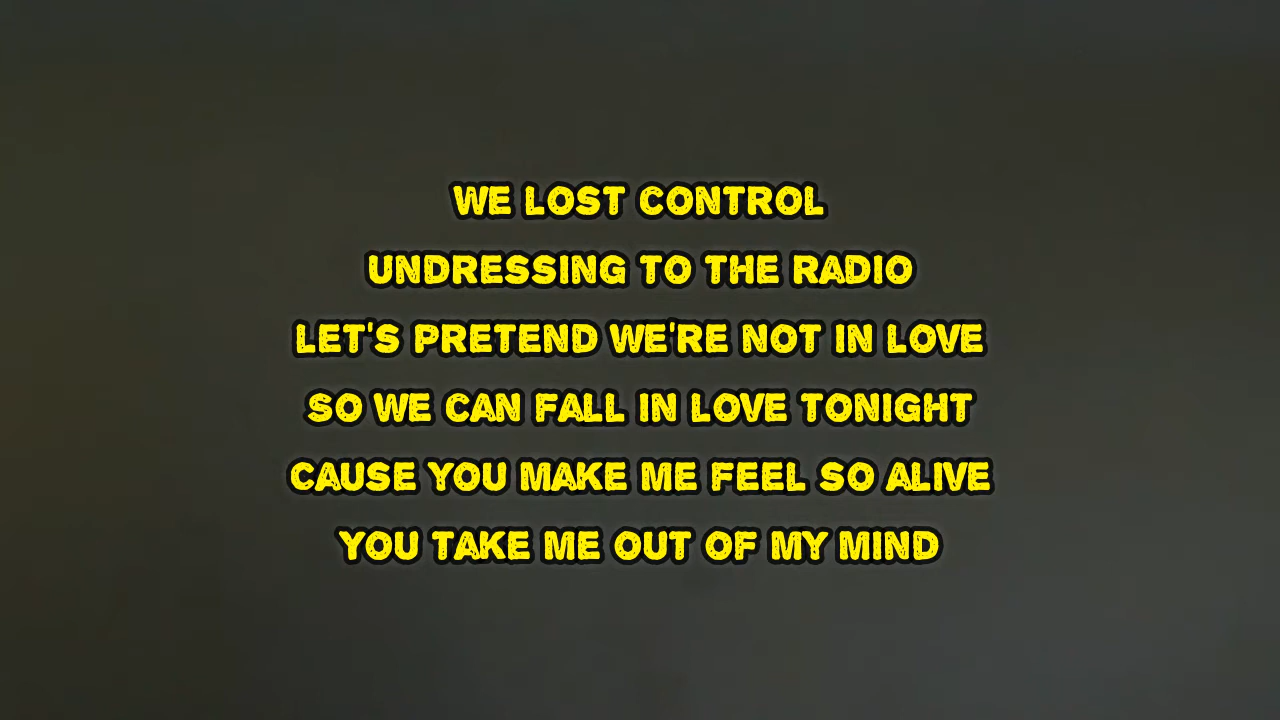 WE LOST CONTROL
UNDRESSING TO THE RADIO
LET'S PRETEND WE'RE NOT IN LOVE
SO WE CAN FALL IN LOVE TONIGHT
CAUSE YOU MAKE ME FEEL SO ALIVE
YOU TAKE ME OUT OF MY MIND